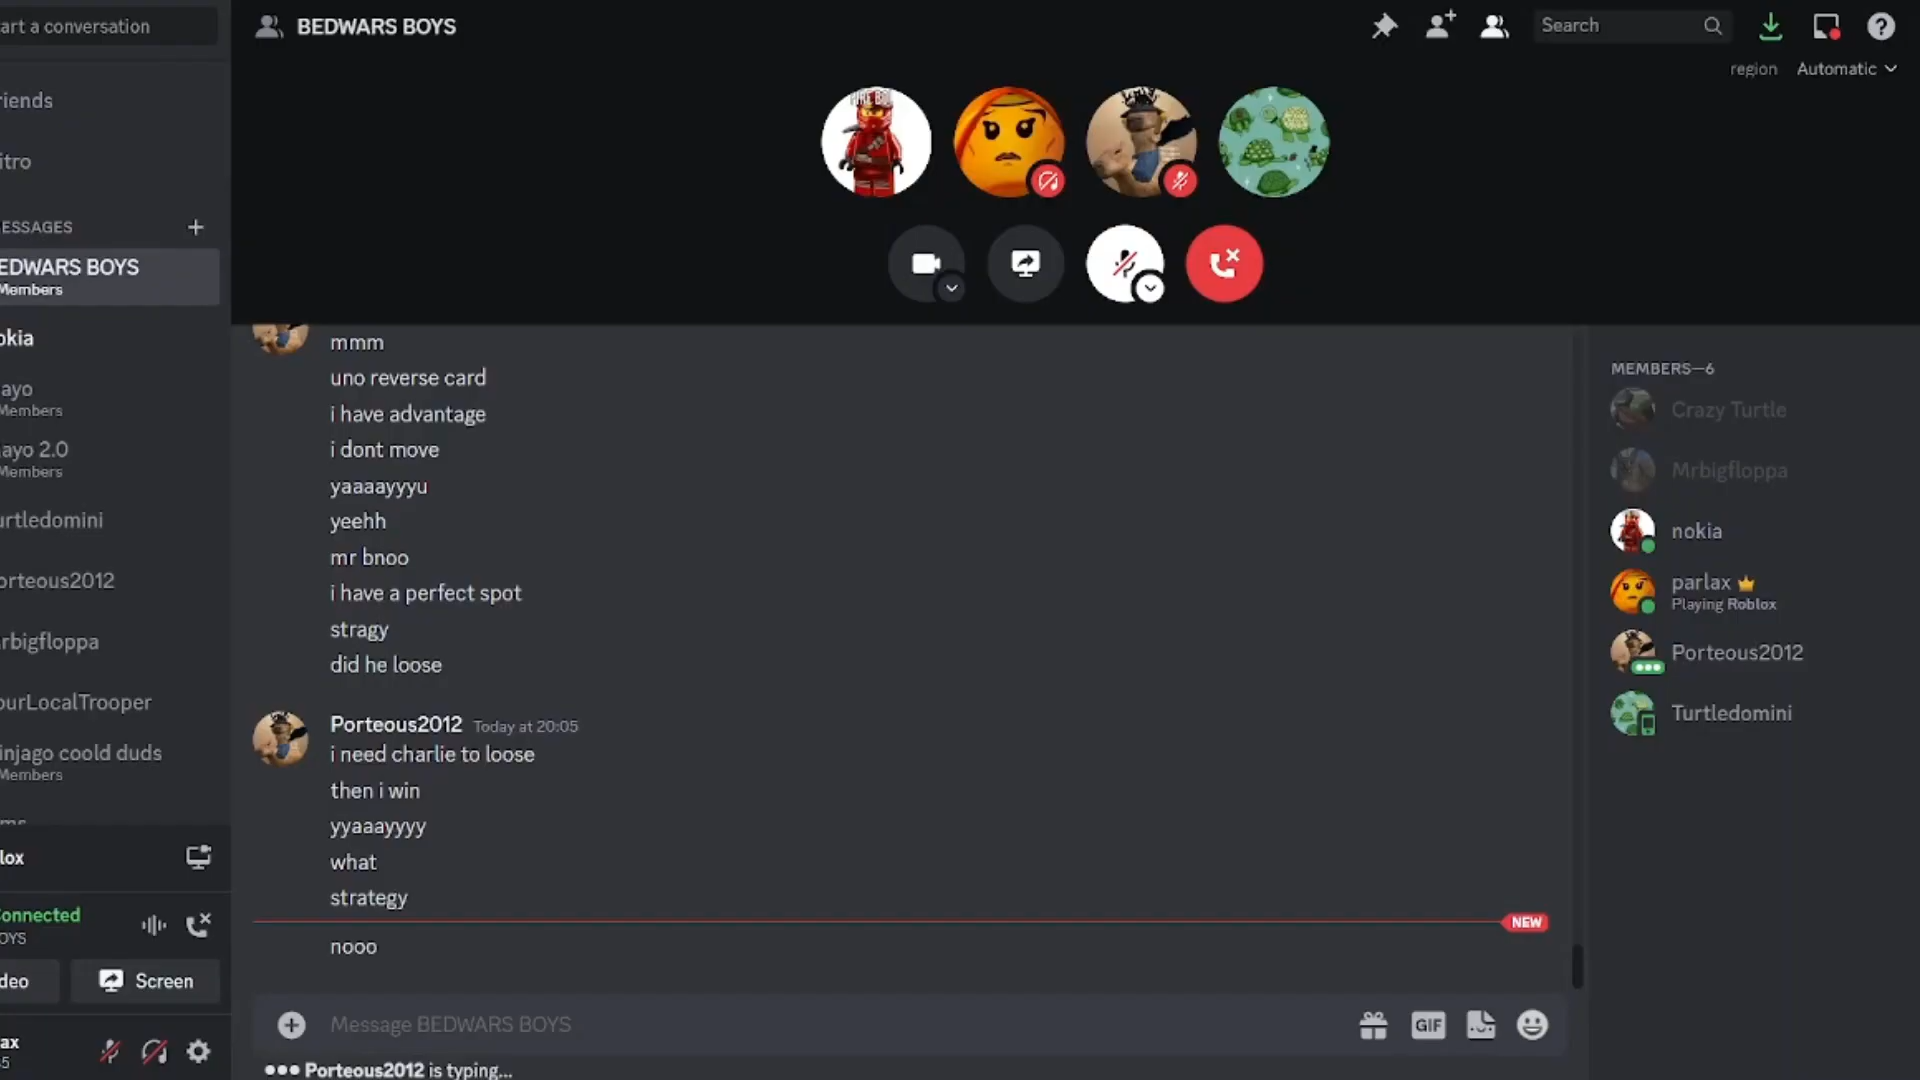 art a conversation
BEDWARS BOYS
Search
region Automatic
riends
itro
ESSAGES
EDWARS BOYS
Members
okia
ayo
Members
ayo 2.0
Members
urtledomini
orteous2012
rbigfloppa
ourLocalTrooper
injago coold duds
Members
lox
Connected
OYS
deo
Screen
ax
5
mmm
uno reverse card
i have advantage
i dont move
yaaaayyyu
yeehh
mr bnoo
i have a perfect spot
stragy
did he loose
Porteous2012 Today at 20:05
i need charlie to loose
then i win
yyaaayyyy
what
strategy
NEW
nooo
Message BEDWARS BOYS
GIF
Porteous2012 is typing...
MEMBERS—6
Crazy Turtle
Mrbigfloppa
nokia
parlax
Playing Roblox
Porteous2012
Turtledomini